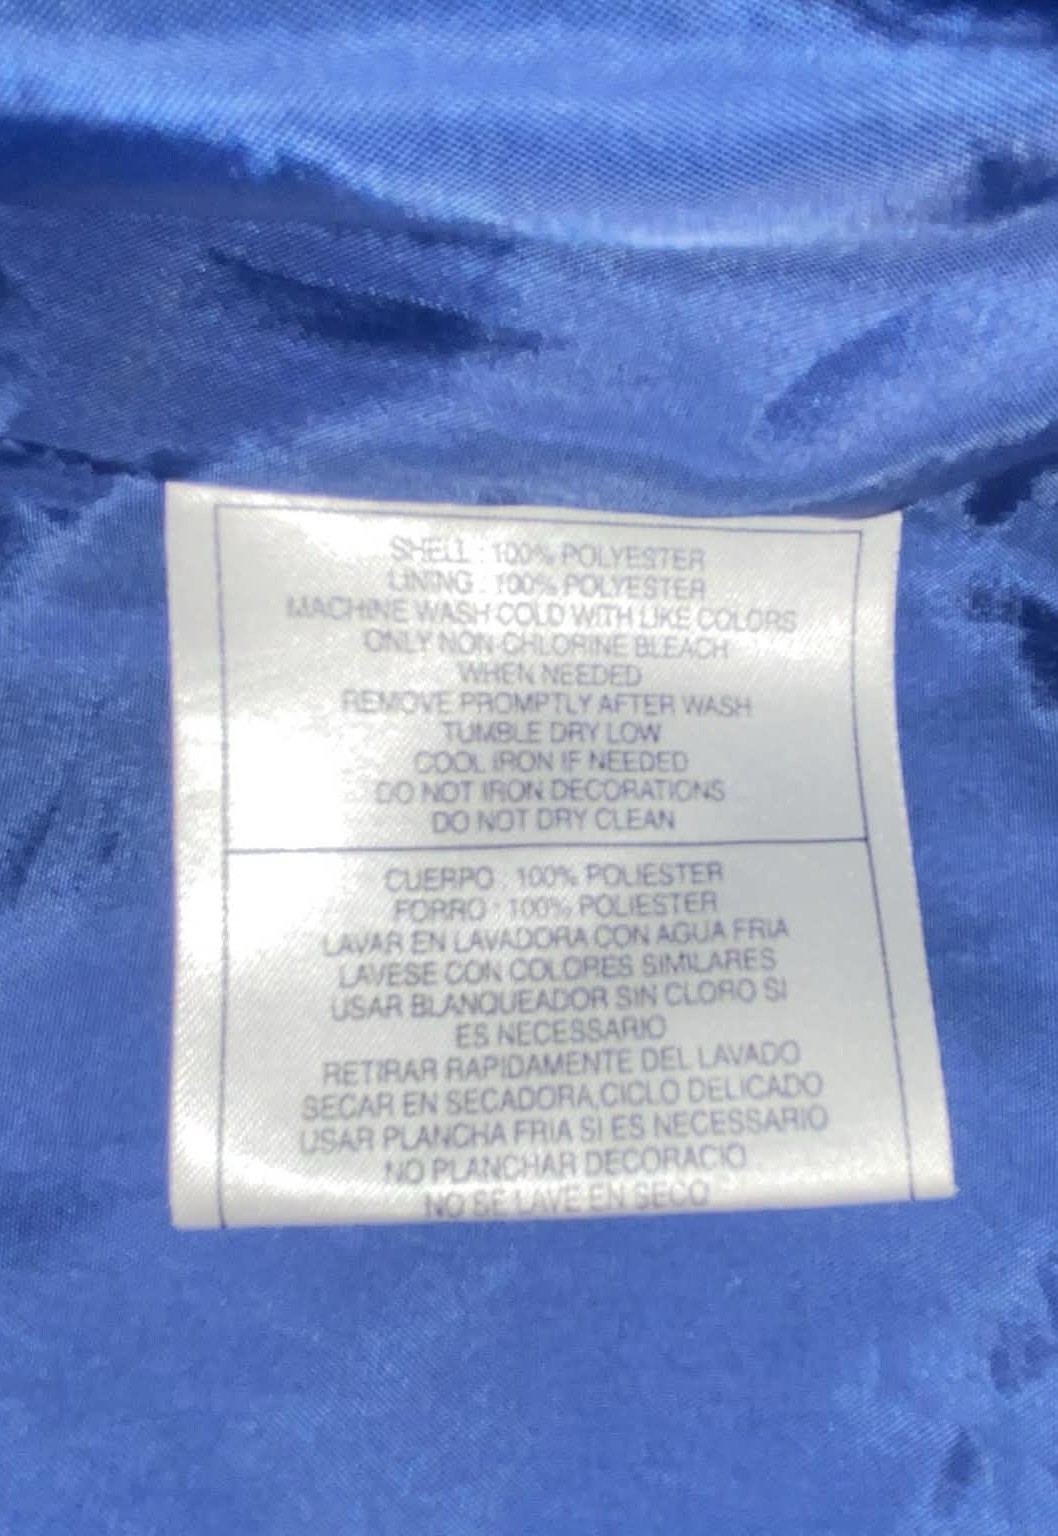 SHELL : 100% POLYESTER
LINING : 100% POLYESTER
MACHINE WASH COLD WITH LIKE COLORS
ONLY NON-CHLORINE BLEACH
WHEN NEEDED
REMOVE PROMPTLY AFTER WASH
TUMBLE DRY LOW
COOL IRON IF NEEDED
DO NOT IRON DECORATIONS
DO NOT DRY CLEAN
CUERPO : 100% POLIESTER
FORRO : 100% POLIESTER
LAVAR EN LAVADORA CON AGUA FRIA
LAVESE CON COLORES SIMILARES
USAR BLANQUEADOR SIN CLORO SI
ES NECESSARIO
RETIRAR RAPIDAMENTE DEL LAVADO
SECAR EN SECADORA,CICLO DELICADO
USAR PLANCHA FRIA SI ES NECESSARIO
NO PLANCHAR DECORACIO
NO SE LAVE EN SECO